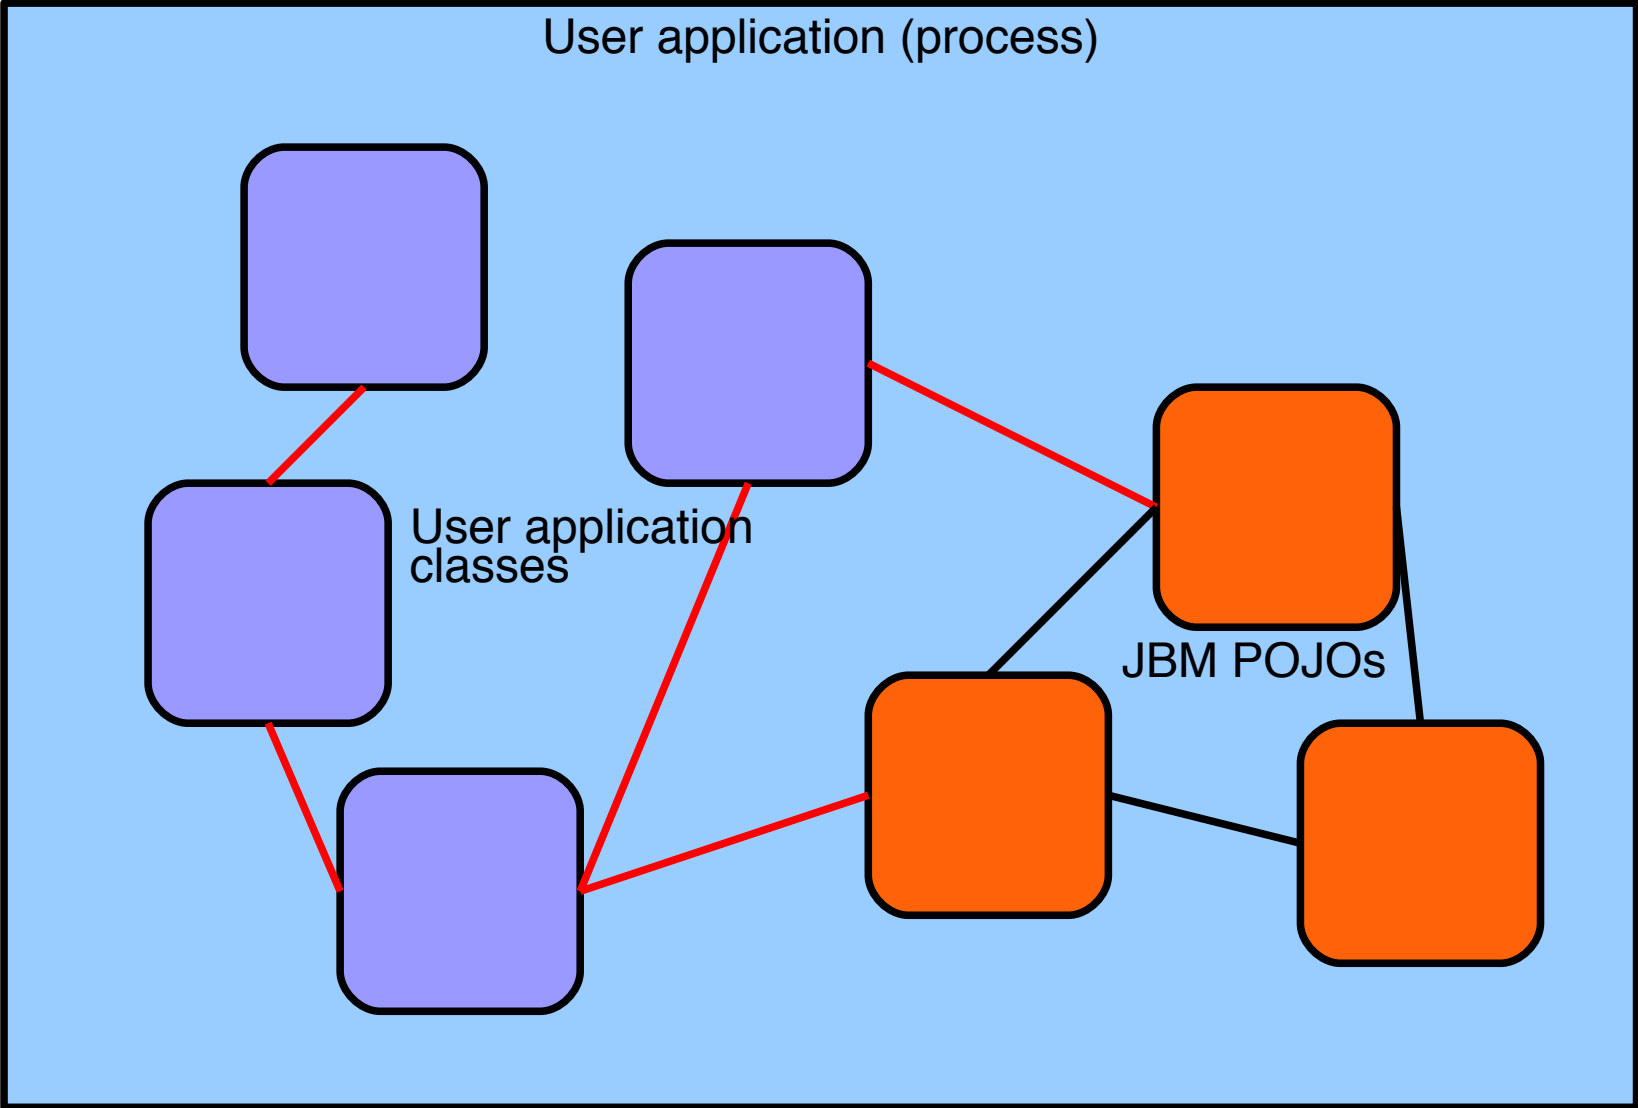 User application (process)
User application
classes
JBM POJOs